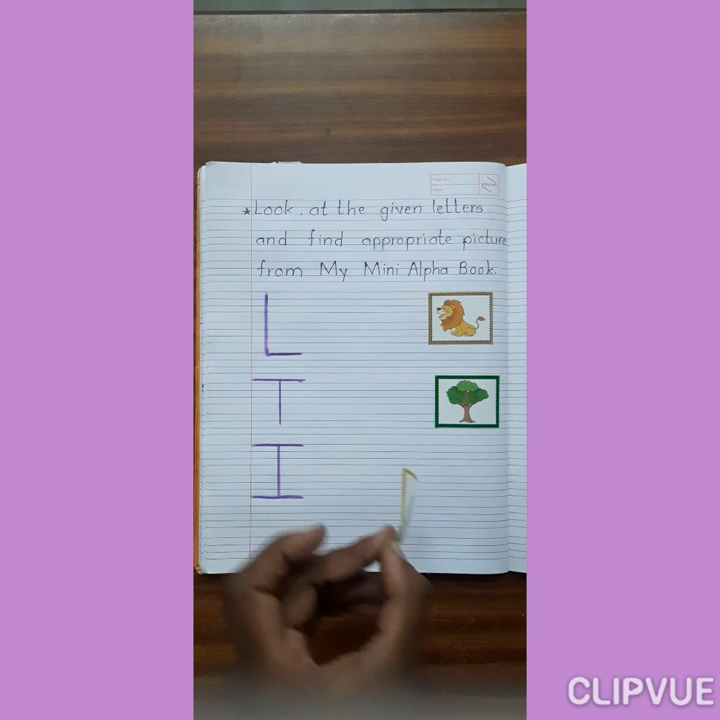 ★ Look . at the given letters
and find appropriate picture
from My Mini Alpha Book.
L
T
I
CLIPVUE